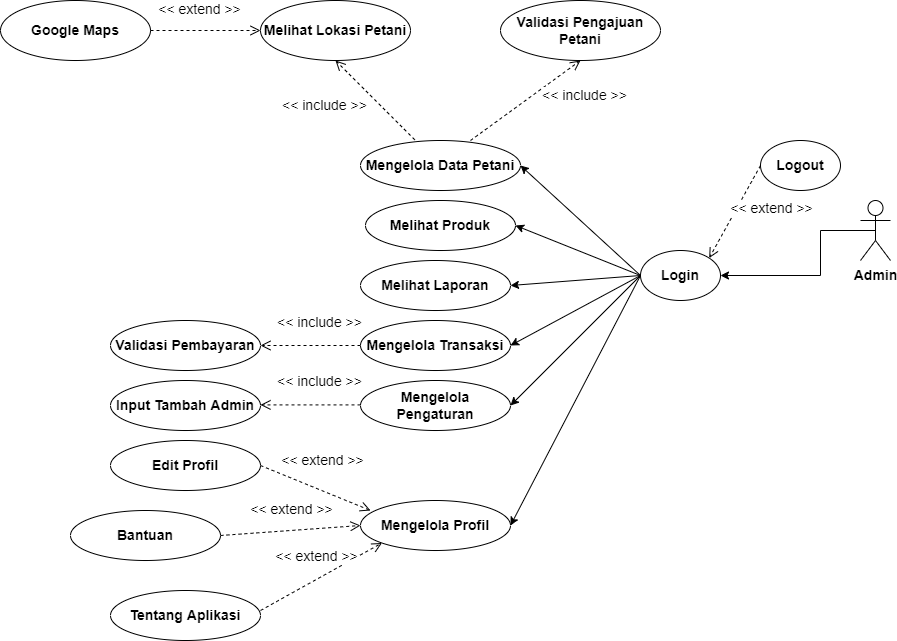 << extend >>
Google Maps
Melihat Lokasi Petani
Validasi Pengajuan
Petani
<< include >>
<< include >>
Mengelola Data Petani
Logout
Melihat Produk
<< extend >>
Login
Admin
Melihat Laporan
<< include >>
Validasi Pembayaran
Mengelola Transaksi
<< include >>
Input Tambah Admin
Mengelola
Pengaturan
Edit Profil
<< extend >>
<< extend >>
Bantuan
Mengelola Profil
<< extend >>
Tentang Aplikasi